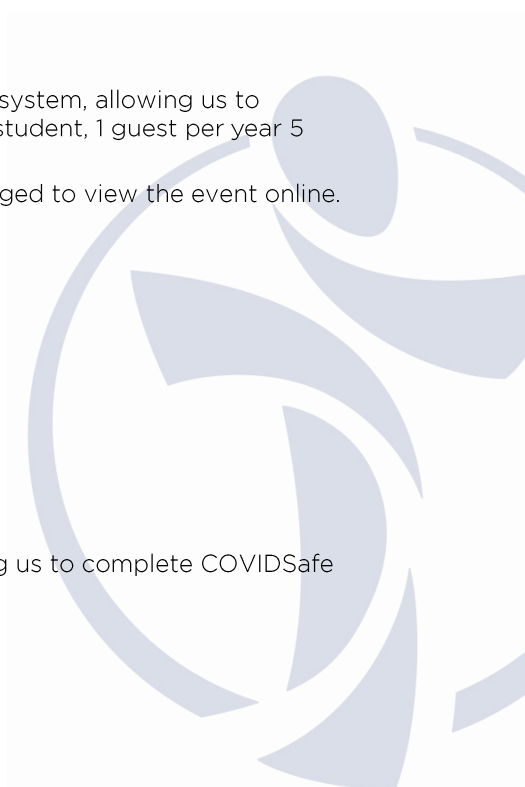 system, allowing us to
student, 1 guest per year 5
ged to view the event online.
g us to complete COVIDSafe